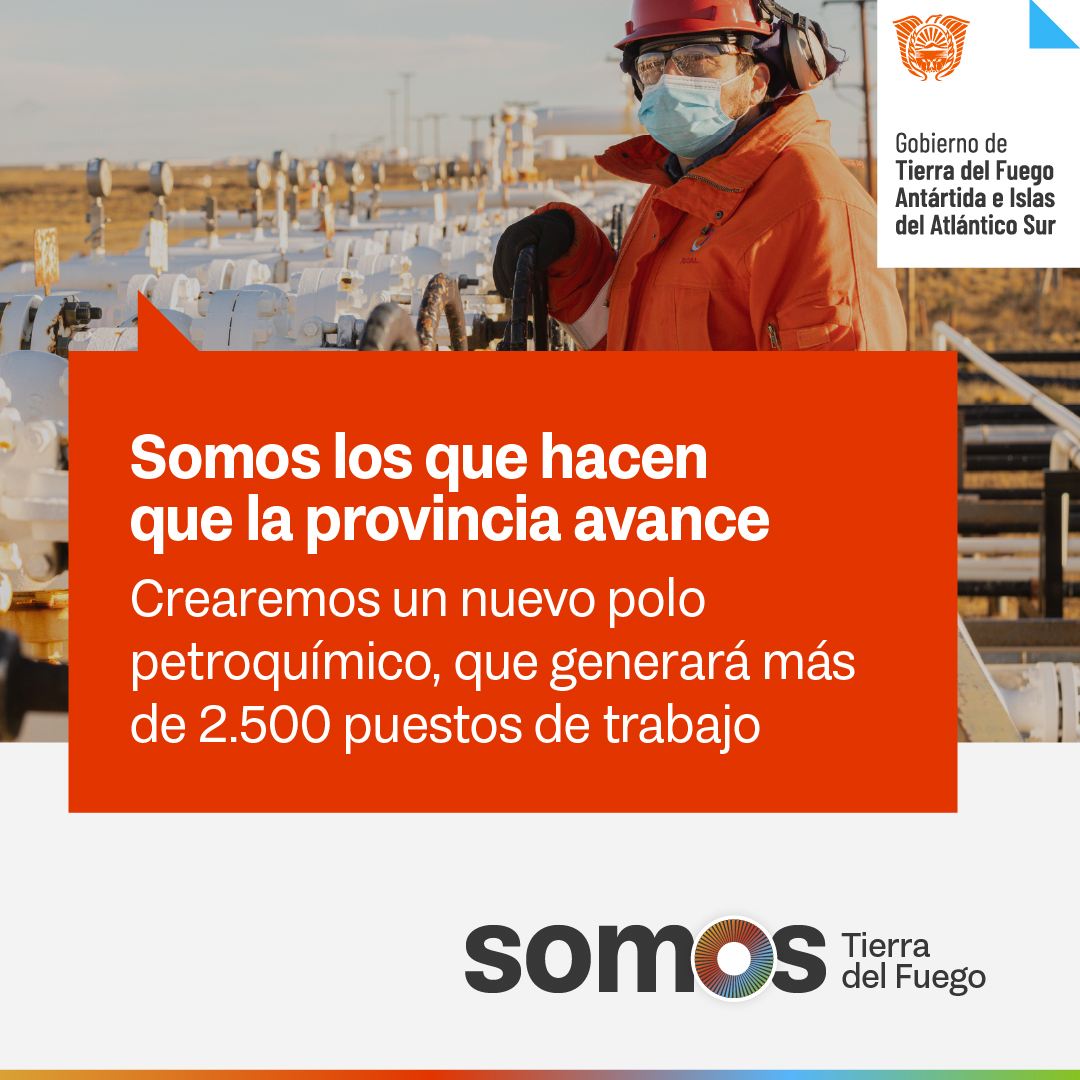 Gobierno de
Tierra del Fuego
Antártida e Islas
del Atlántico Sur
Somos los que hacen
que la provincia avance
Crearemos un nuevo polo
petroquímico, que generará más
de 2.500 puestos de trabajo
somos
Tierra
del Fuego